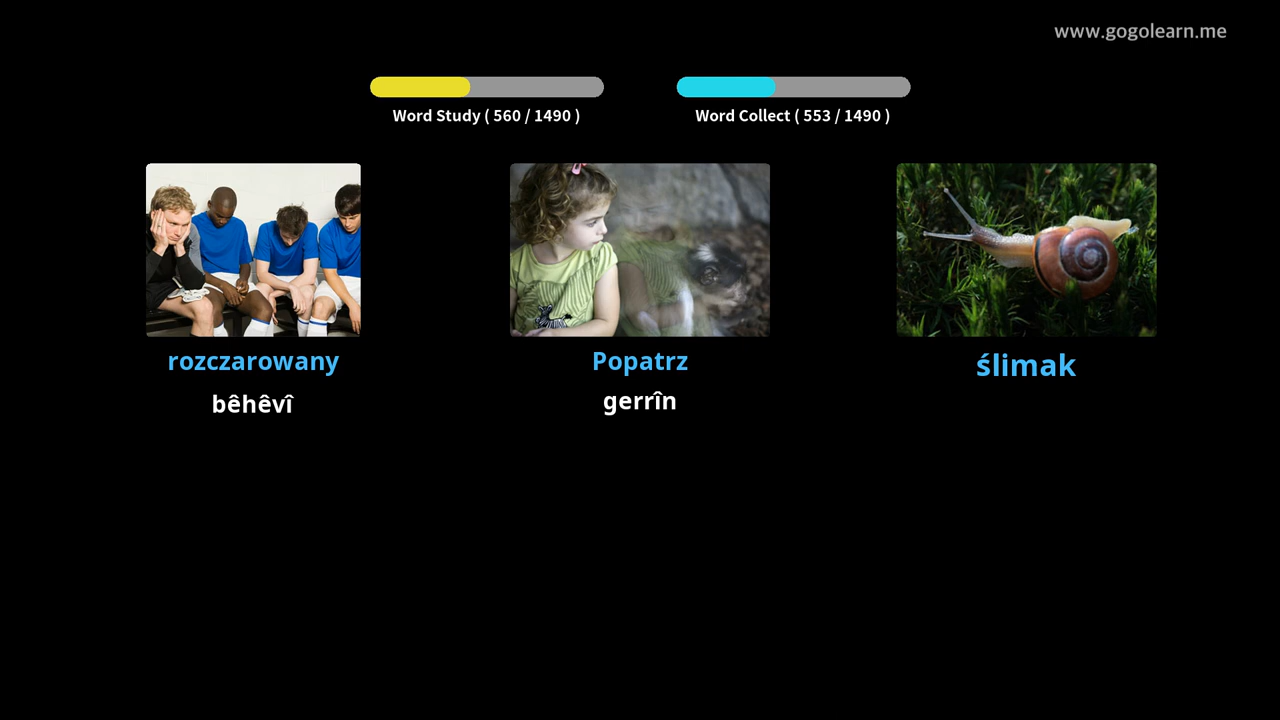 www.gogolearn.me
Word Study ( 560 / 1490 )
Word Collect ( 553 / 1490 )
rozczarowany
bêhêvî
Popatrz
gerrîn
ślimak